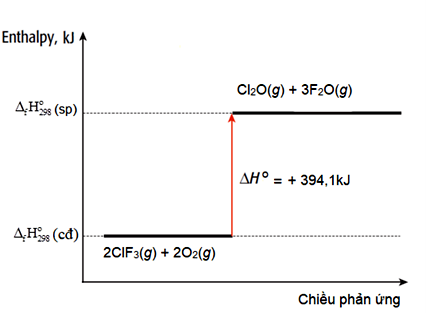 Enthalpy, kJ
Cl₂O(g) + 3F₂O(g)
ΔfH°298 (sp)
ΔH° = + 394,1kJ
ΔfH°298 (cđ)
2ClF₃(g) + 2O₂(g)
Chiều phản ứng